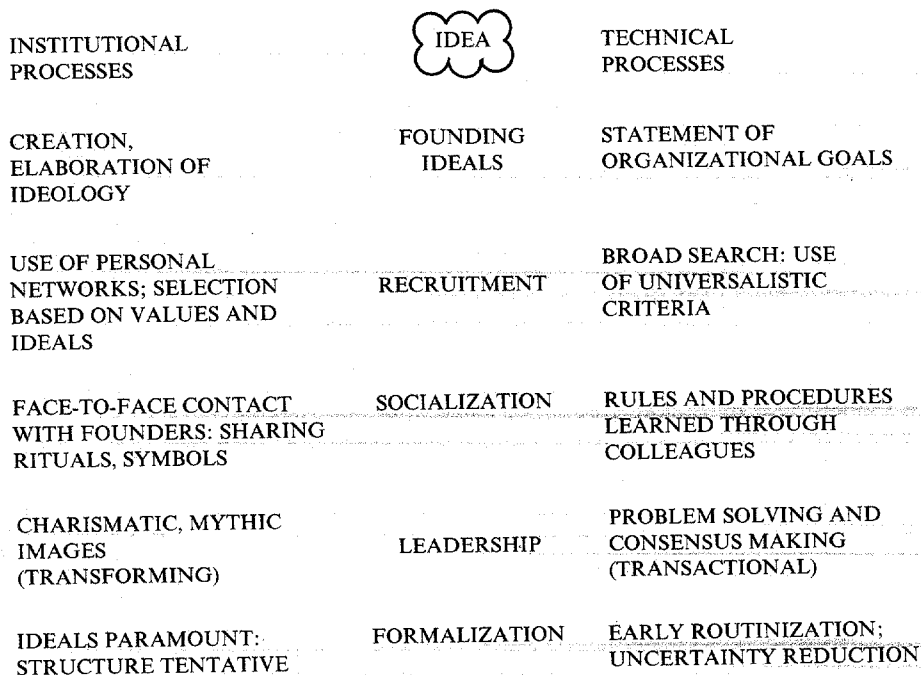 INSTITUTIONAL
PROCESSES
IDEA
TECHNICAL
PROCESSES
CREATION,
ELABORATION OF
IDEOLOGY
FOUNDING
IDEALS
STATEMENT OF
ORGANIZATIONAL GOALS
USE OF PERSONAL
NETWORKS; SELECTION
BASED ON VALUES AND
IDEALS
RECRUITMENT
BROAD SEARCH: USE
OF UNIVERSALISTIC
CRITERIA
FACE-TO-FACE CONTACT
WITH FOUNDERS: SHARING
RITUALS, SYMBOLS
SOCIALIZATION
RULES AND PROCEDURES
LEARNED THROUGH
COLLEAGUES
CHARISMATIC, MYTHIC
IMAGES
(TRANSFORMING)
LEADERSHIP
PROBLEM SOLVING AND
CONSENSUS MAKING
(TRANSACTIONAL)
IDEALS PARAMOUNT:
STRUCTURE TENTATIVE
FORMALIZATION
EARLY ROUTINIZATION;
UNCERTAINTY REDUCTION